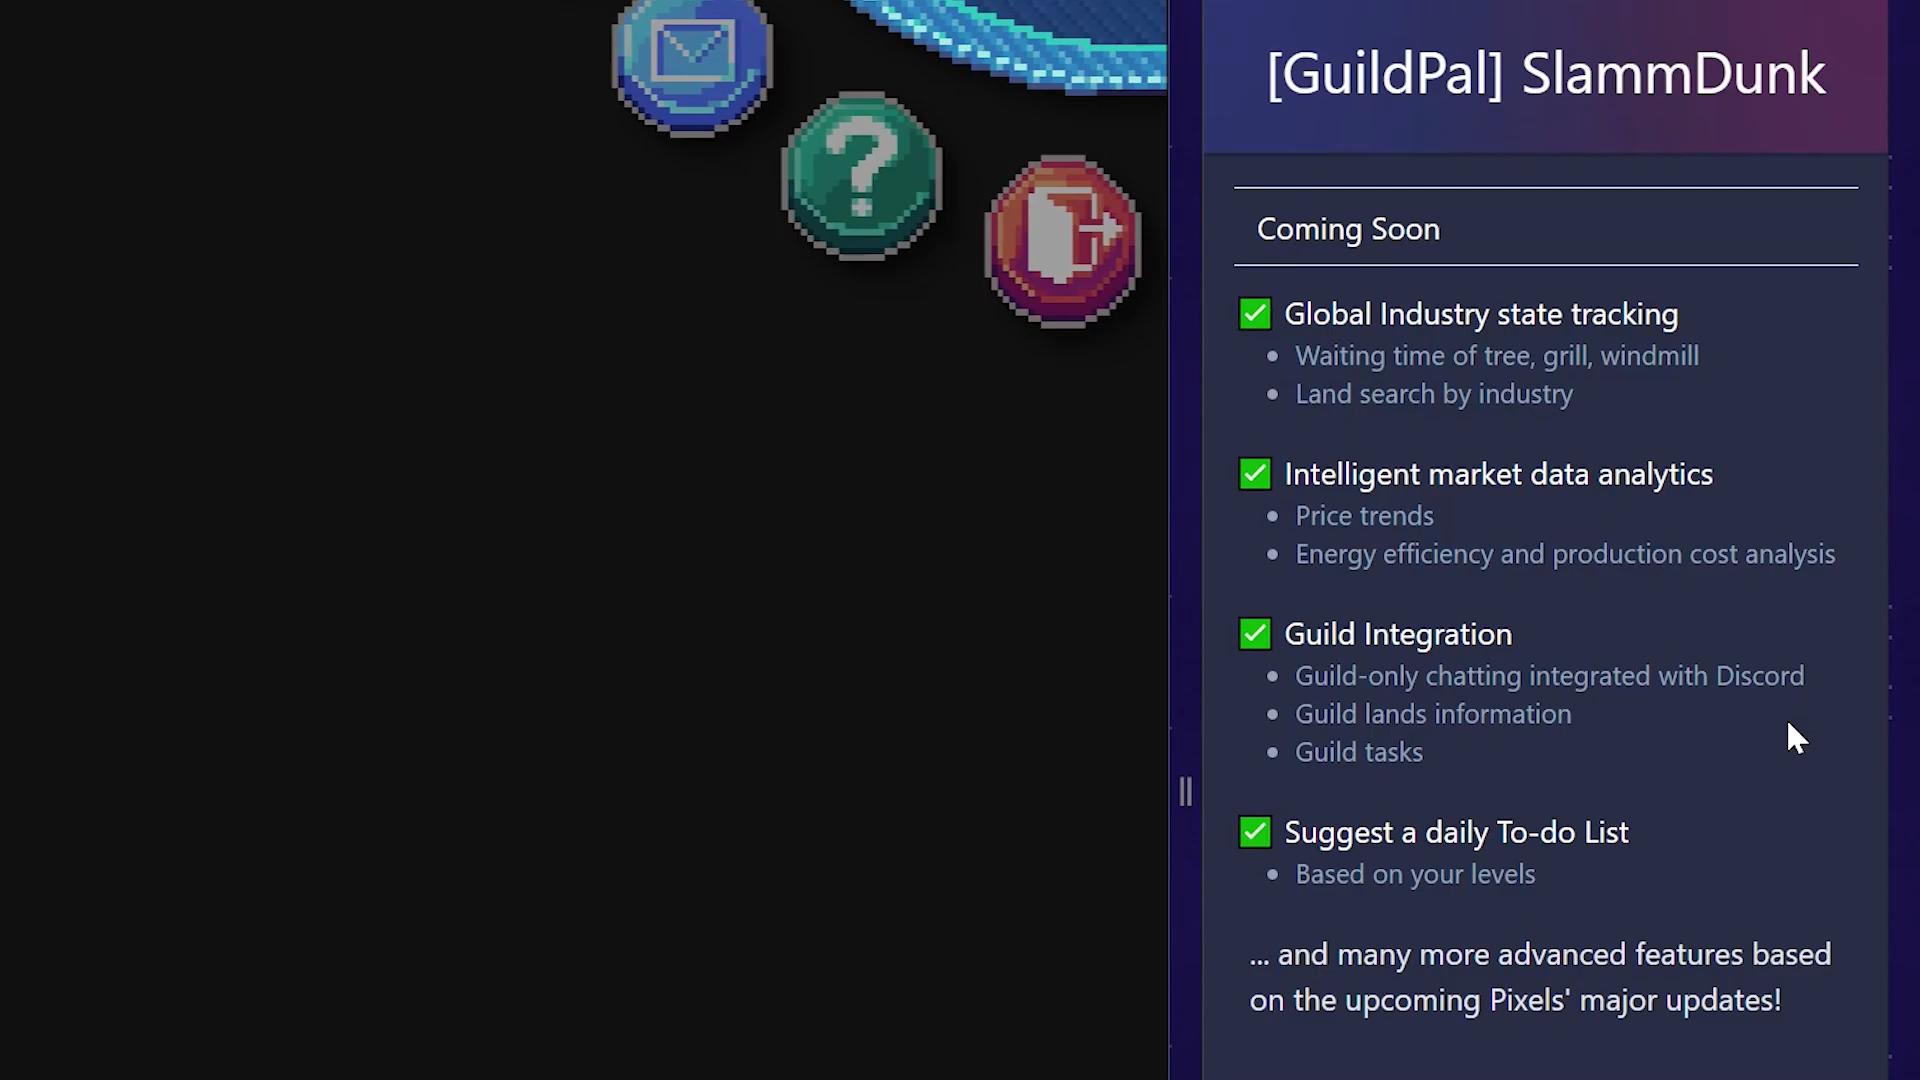 [GuildPal] SlammDunk
Coming Soon
Global Industry state tracking
Waiting time of tree, grill, windmill
Land search by industry
Intelligent market data analytics
Price trends
Energy efficiency and production cost analysis
Guild Integration
Guild-only chatting integrated with Discord
Guild lands information
Guild tasks
Suggest a daily To-do List
Based on your levels
... and many more advanced features based
on the upcoming Pixels' major updates!